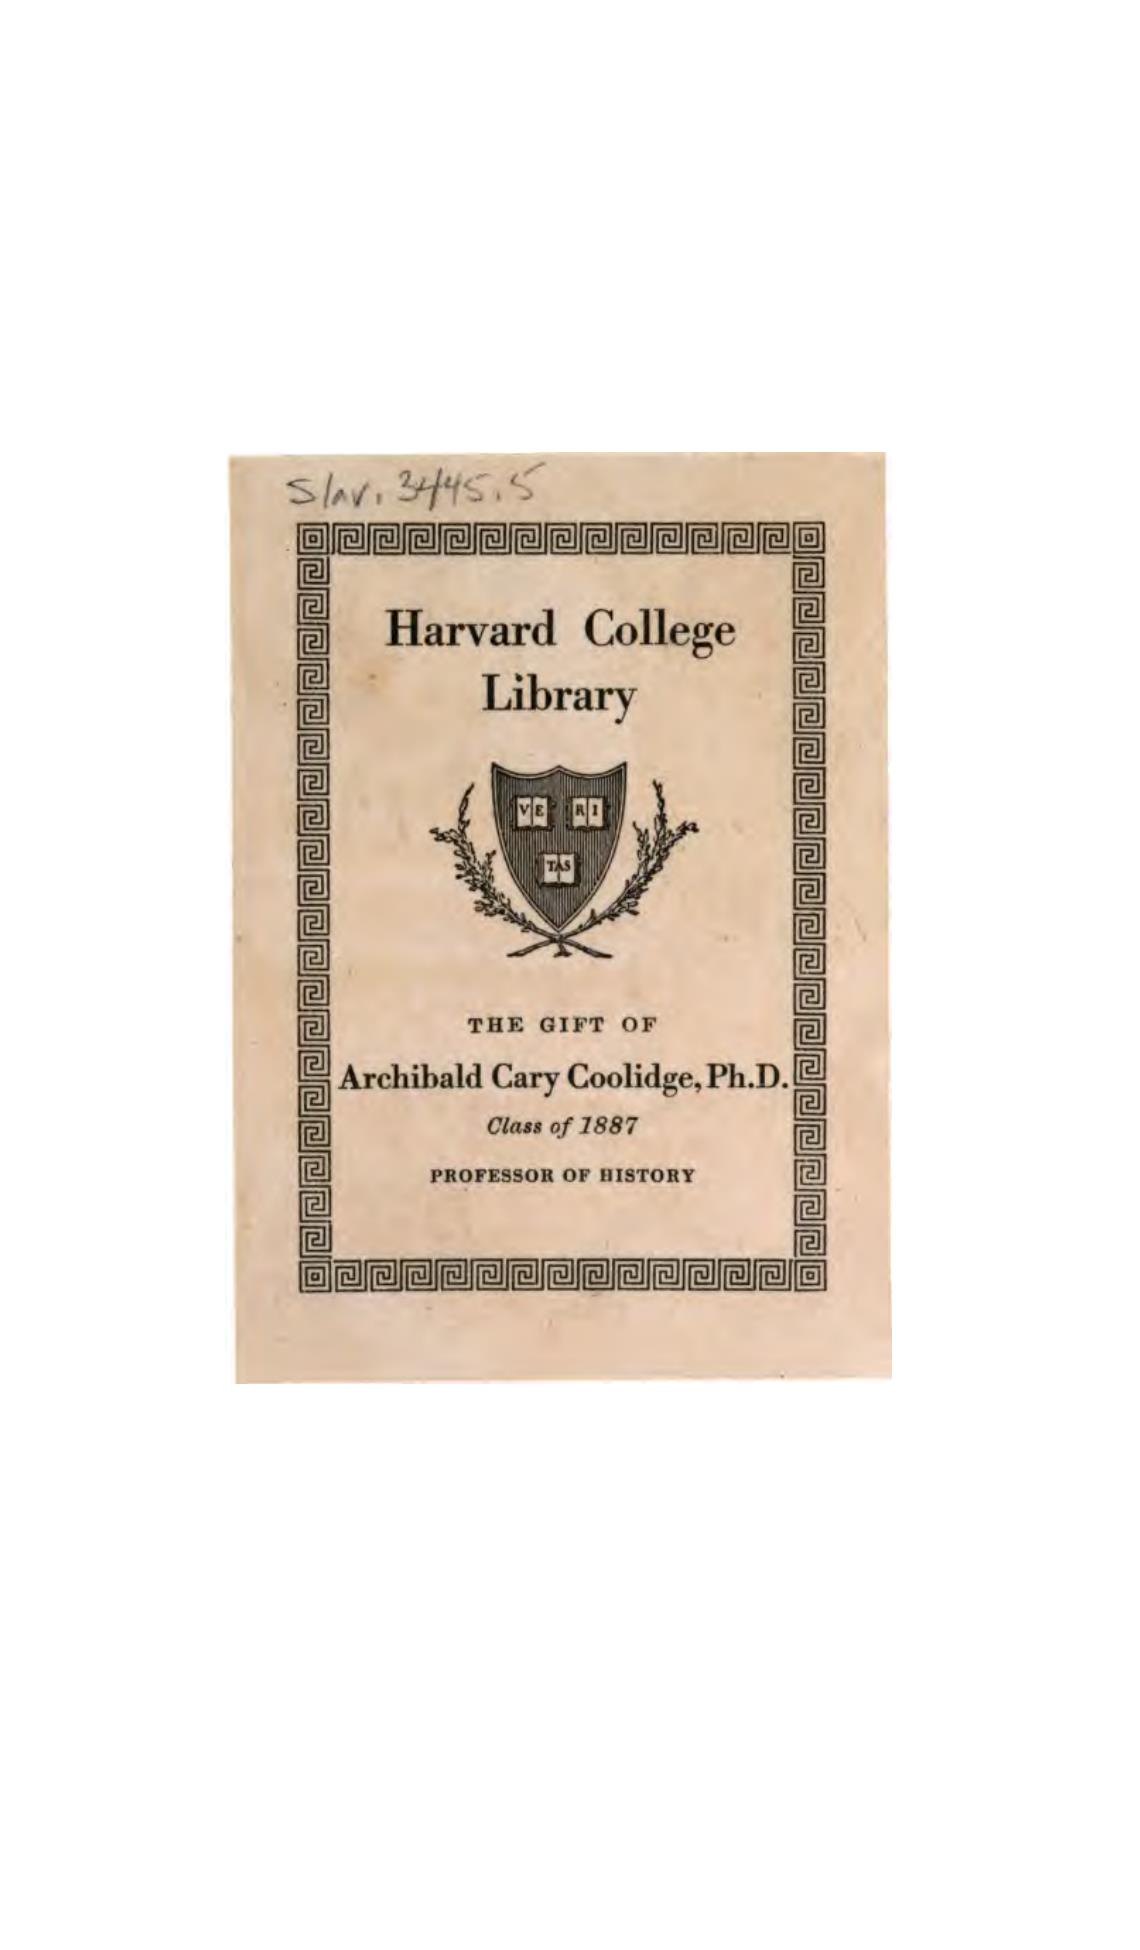 Slav. 3445.5
Harvard College
Library
VE RI
TAS
THE GIFT OF
Archibald Cary Coolidge, Ph.D.
Class of 1887
PROFESSOR OF HISTORY